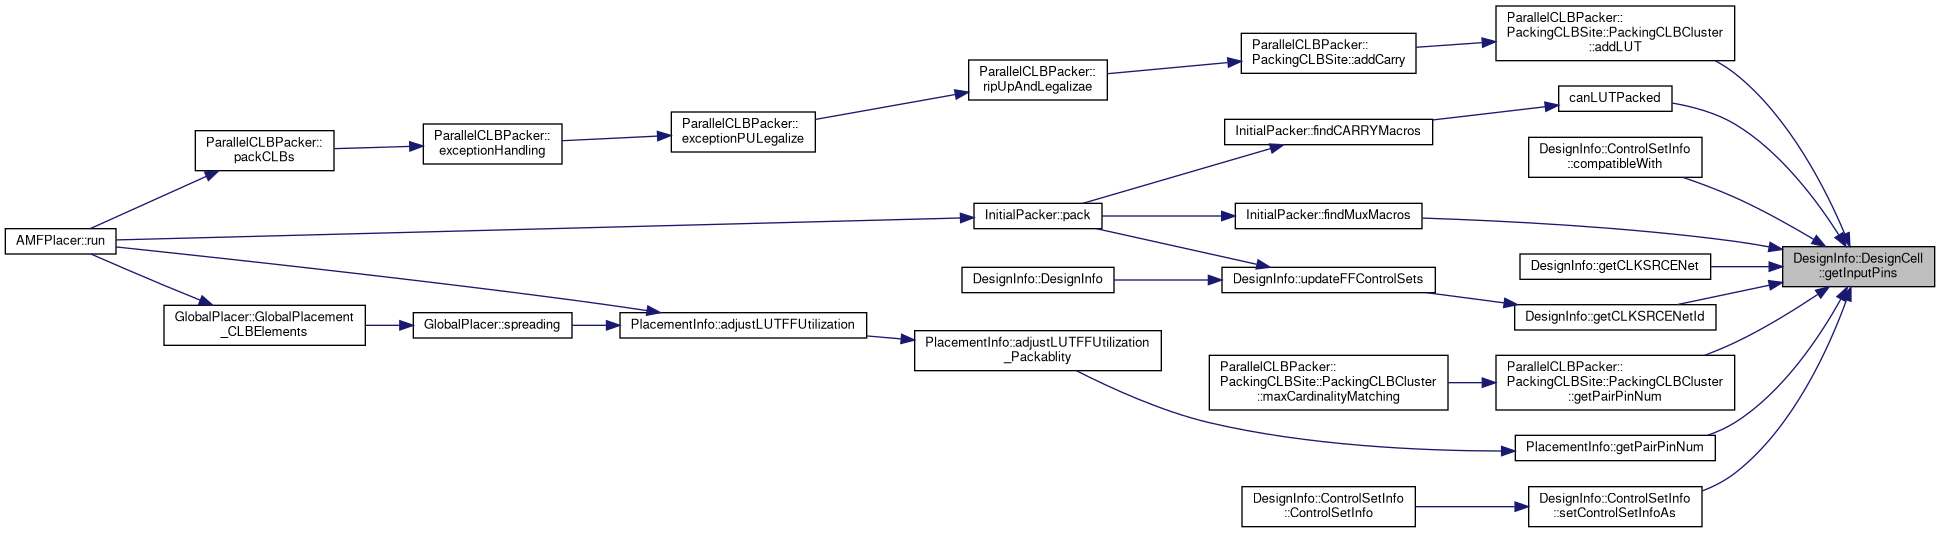 ParallelCLBPacker::
PackingCLBSite::PackingCLBCluster
::addLUT
ParallelCLBPacker::
PackingCLBSite::addCarry
ParallelCLBPacker::
ripUpAndLegalizae
ParallelCLBPacker::
exceptionPULegalize
ParallelCLBPacker::
exceptionHandling
ParallelCLBPacker::
packCLBs
canLUTPacked
InitialPacker::findCARRYMacros
DesignInfo::ControlSetInfo
::compatibleWith
InitialPacker::pack
InitialPacker::findMuxMacros
AMFPlacer::run
DesignInfo::DesignCell
::getInputPins
DesignInfo::getCLKSRCENet
DesignInfo::DesignInfo
DesignInfo::updateFFControlSets
DesignInfo::getCLKSRCENetId
GlobalPlacer::GlobalPlacement
_CLBElements
GlobalPlacer::spreading
PlacementInfo::adjustLUTFFUtilization
PlacementInfo::adjustLUTFFUtilization
_Packablity
ParallelCLBPacker::
PackingCLBSite::PackingCLBCluster
::maxCardinalityMatching
ParallelCLBPacker::
PackingCLBSite::PackingCLBCluster
::getPairPinNum
PlacementInfo::getPairPinNum
DesignInfo::ControlSetInfo
::ControlSetInfo
DesignInfo::ControlSetInfo
::setControlSetInfoAs